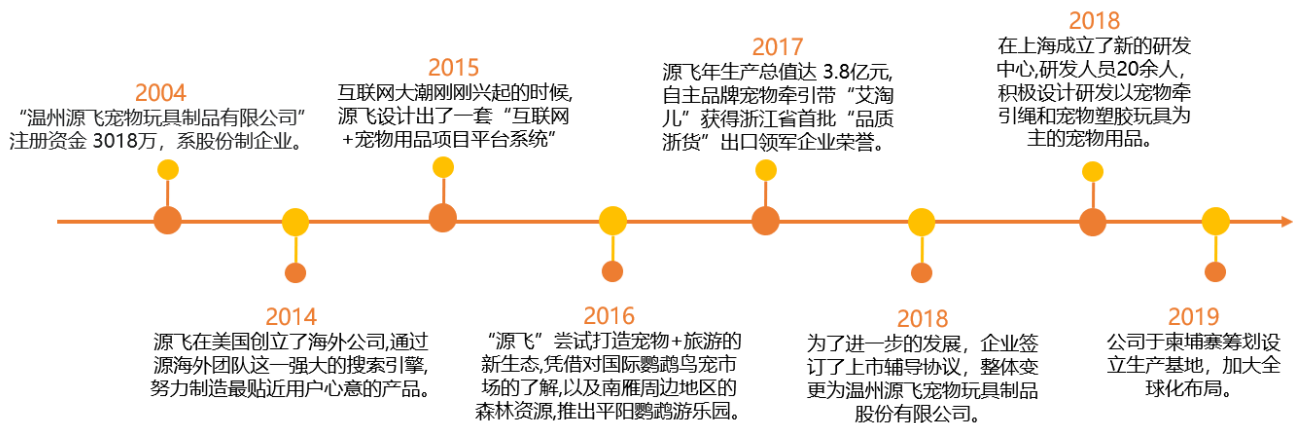 2004
“温州源飞宠物玩具制品有限公司”
注册资金 3018万，系股份制企业。
2014
源飞在美国创立了海外公司,通过
源海外团队这一强大的搜索引擎,
努力制造最贴近用户心意的产品。
2015
互联网大潮刚刚兴起的时候,
源飞设计出了一套“互联网
+宠物用品项目平台系统”
2016
“源飞”尝试打造宠物+旅游的
新生态,凭借对国际鹦鹉鸟宠市
场的了解,以及南雁周边地区的
森林资源,推出平阳鹦鹉游乐园。
2017
源飞年生产总值达 3.8亿元,
自主品牌宠物牵引带“艾淘
儿”获得浙江省首批“品质
浙货”出口领军企业荣誉。
2018
为了进一步的发展，企业签
订了上市辅导协议，整体变
更为温州源飞宠物玩具制品
股份有限公司。
2018
在上海成立了新的研发
中心,研发人员20余人，
积极设计研发以宠物牵
引绳和宠物塑胶玩具为
主的宠物用品。
2019
公司于柬埔寨筹划设
立生产基地，加大全
球化布局。